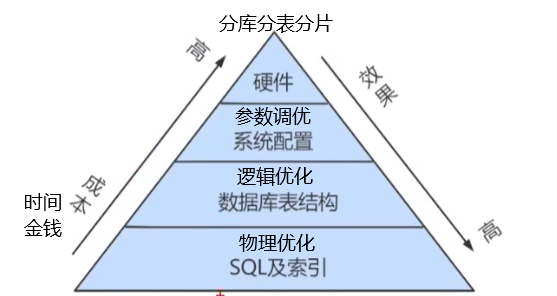 分库分表分片
高
硬件
效果
参数调优
系统配置
成本
逻辑优化
时间
数据库表结构
金钱
高
物理优化
SQL及索引